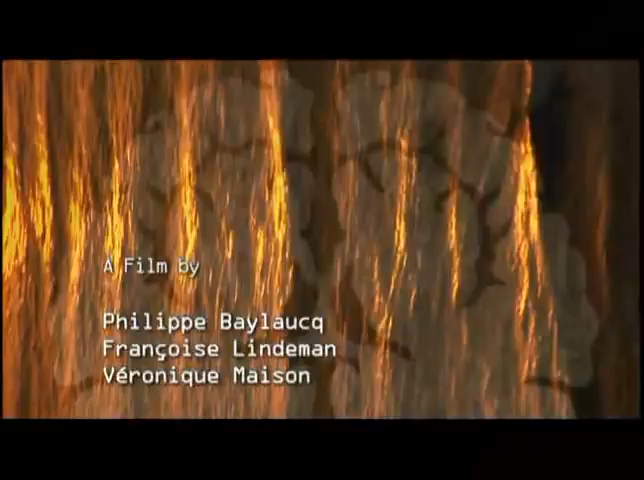 A Film by
Philippe Baylaucq
Françoise Lindeman
Véronique Maison